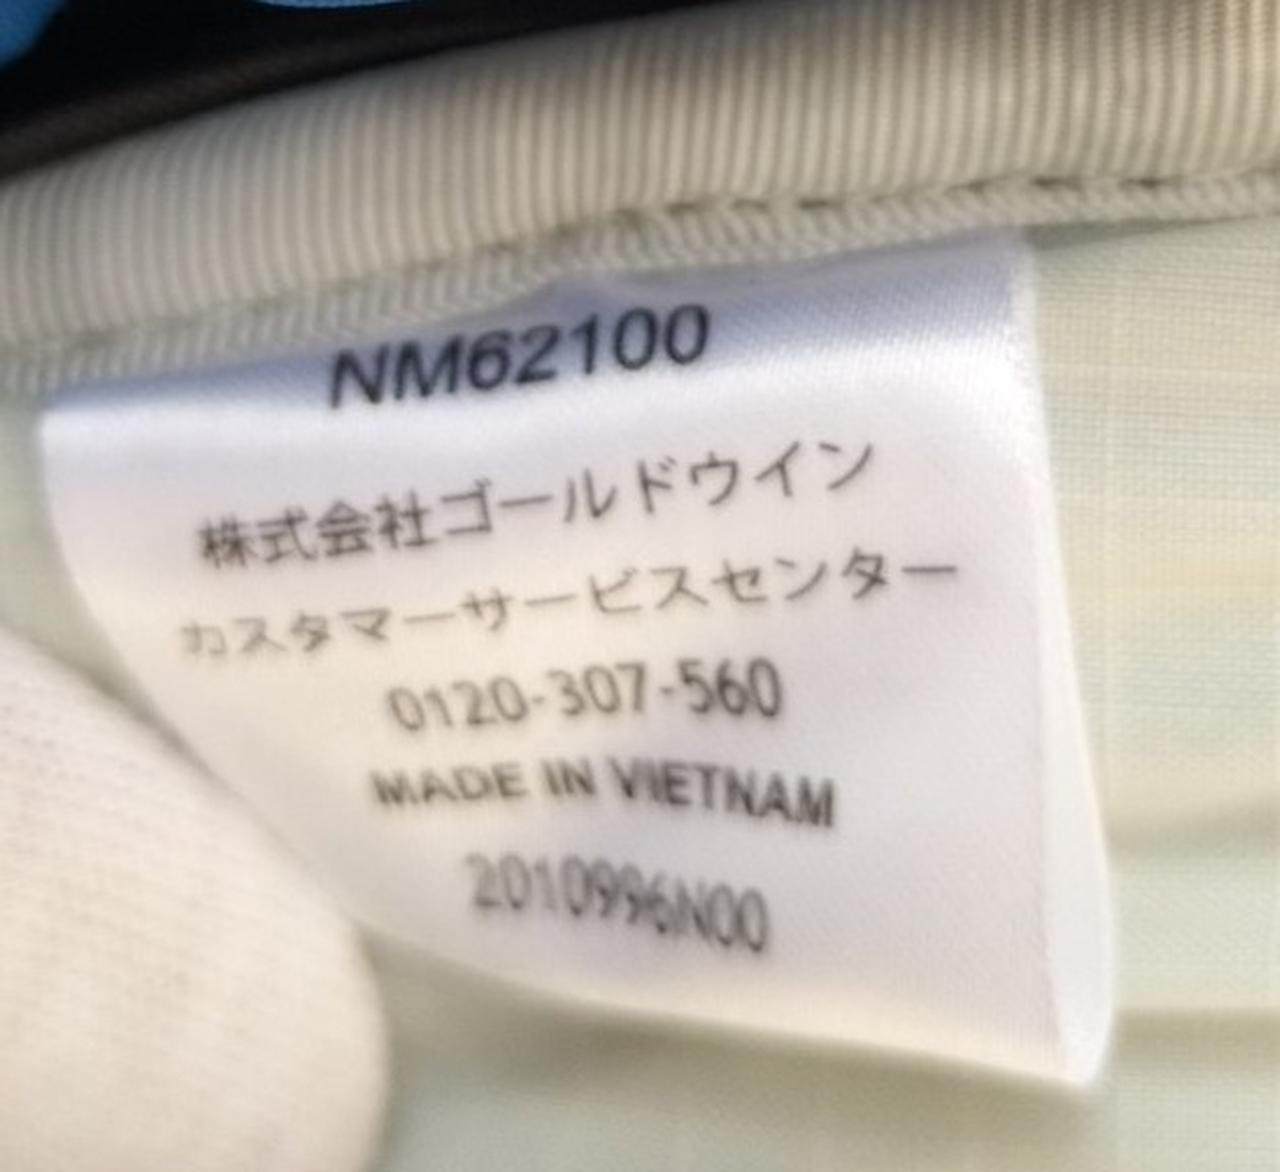 NM62100
株式会社ゴールドウイン
カスタマーサービスセンター
0120-307-560
MADE IN VIETNAM
2010996N00